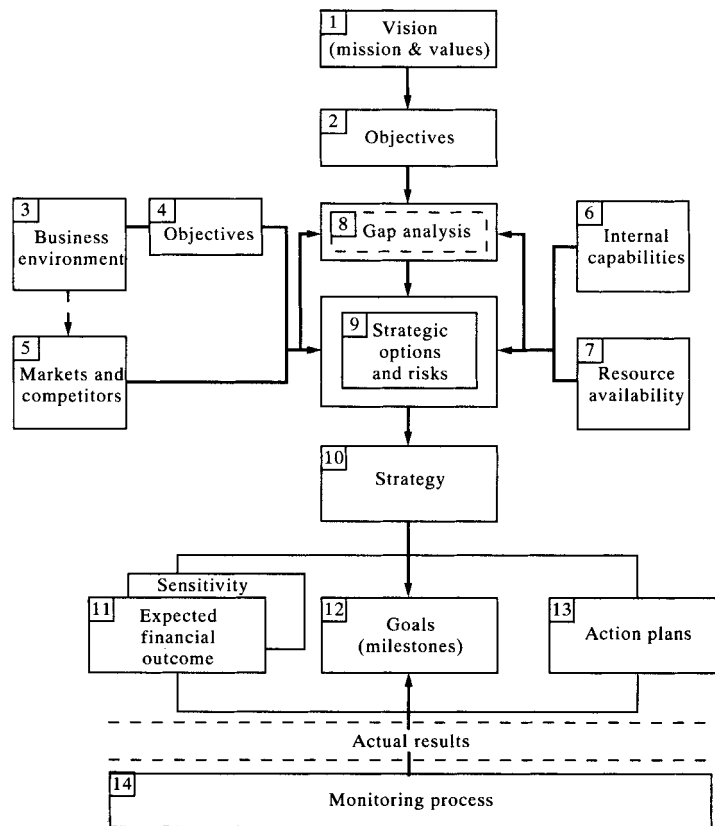 1
Vision
(mission & values)
2
Objectives
3
Business
environment
4
Objectives
8
Gap analysis
6
Internal
capabilities
5
Markets and
competitors
9
Strategic
options
and risks
7
Resource
availability
10
Strategy
Sensitivity
11
Expected
financial
outcome
12
Goals
(milestones)
13
Action plans
Actual results
14
Monitoring process